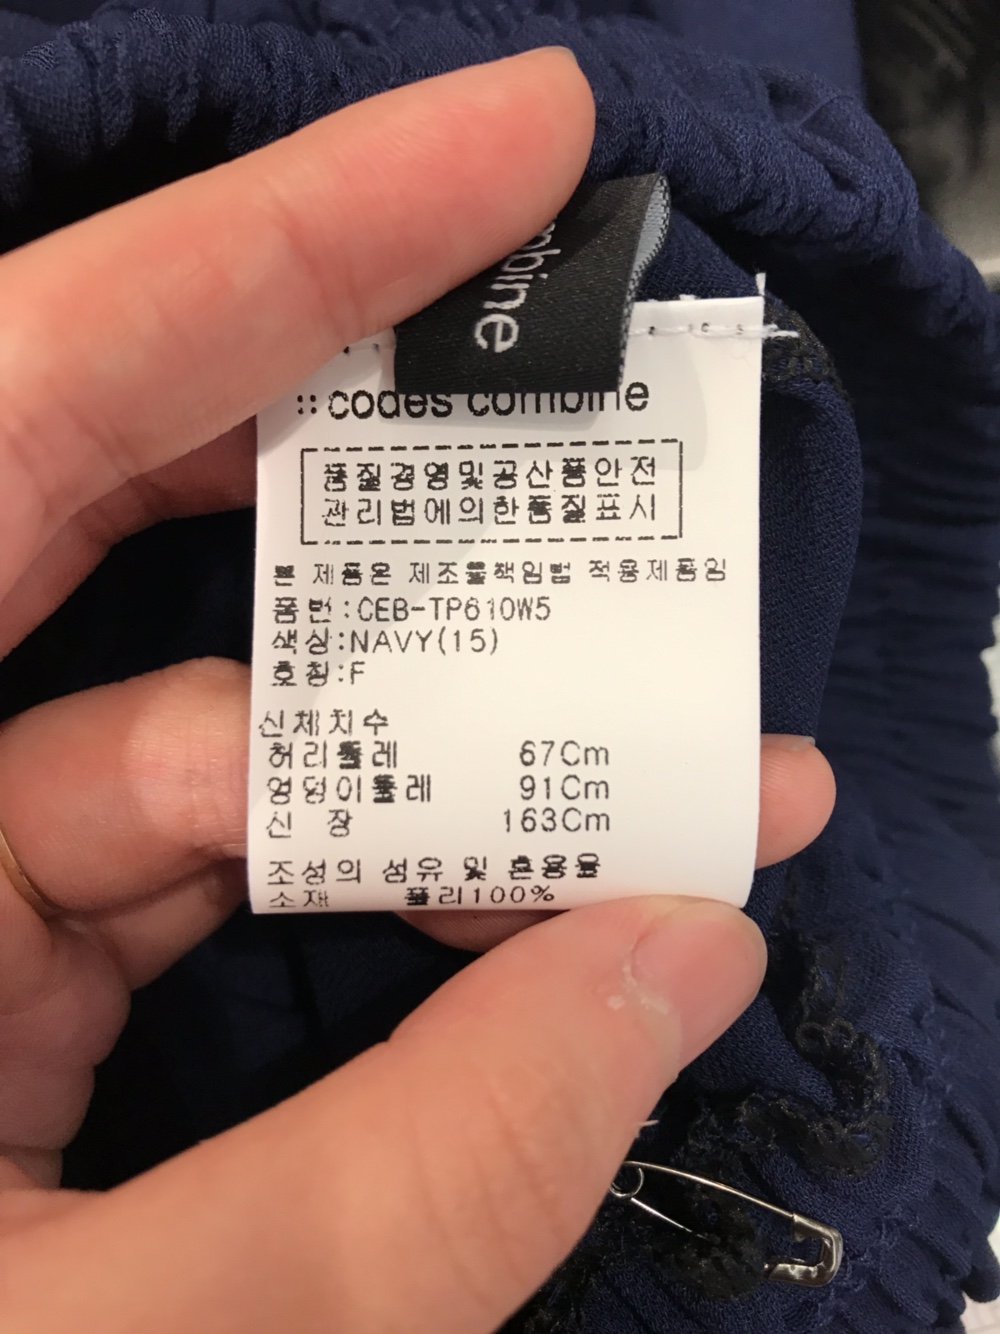 mbine
:: codes combine
품질경영및공산품안전
관리법에의한품질표시
본 제품은 제조물책임법 적용제품임
품번:CEB-TP610W5
색상:NAVY(15)
호칭:F
신체치수
허리둘레 67Cm
엉덩이둘레 91Cm
신 장 163Cm
조성의 섬유 및 혼용율
소재 폴리100%